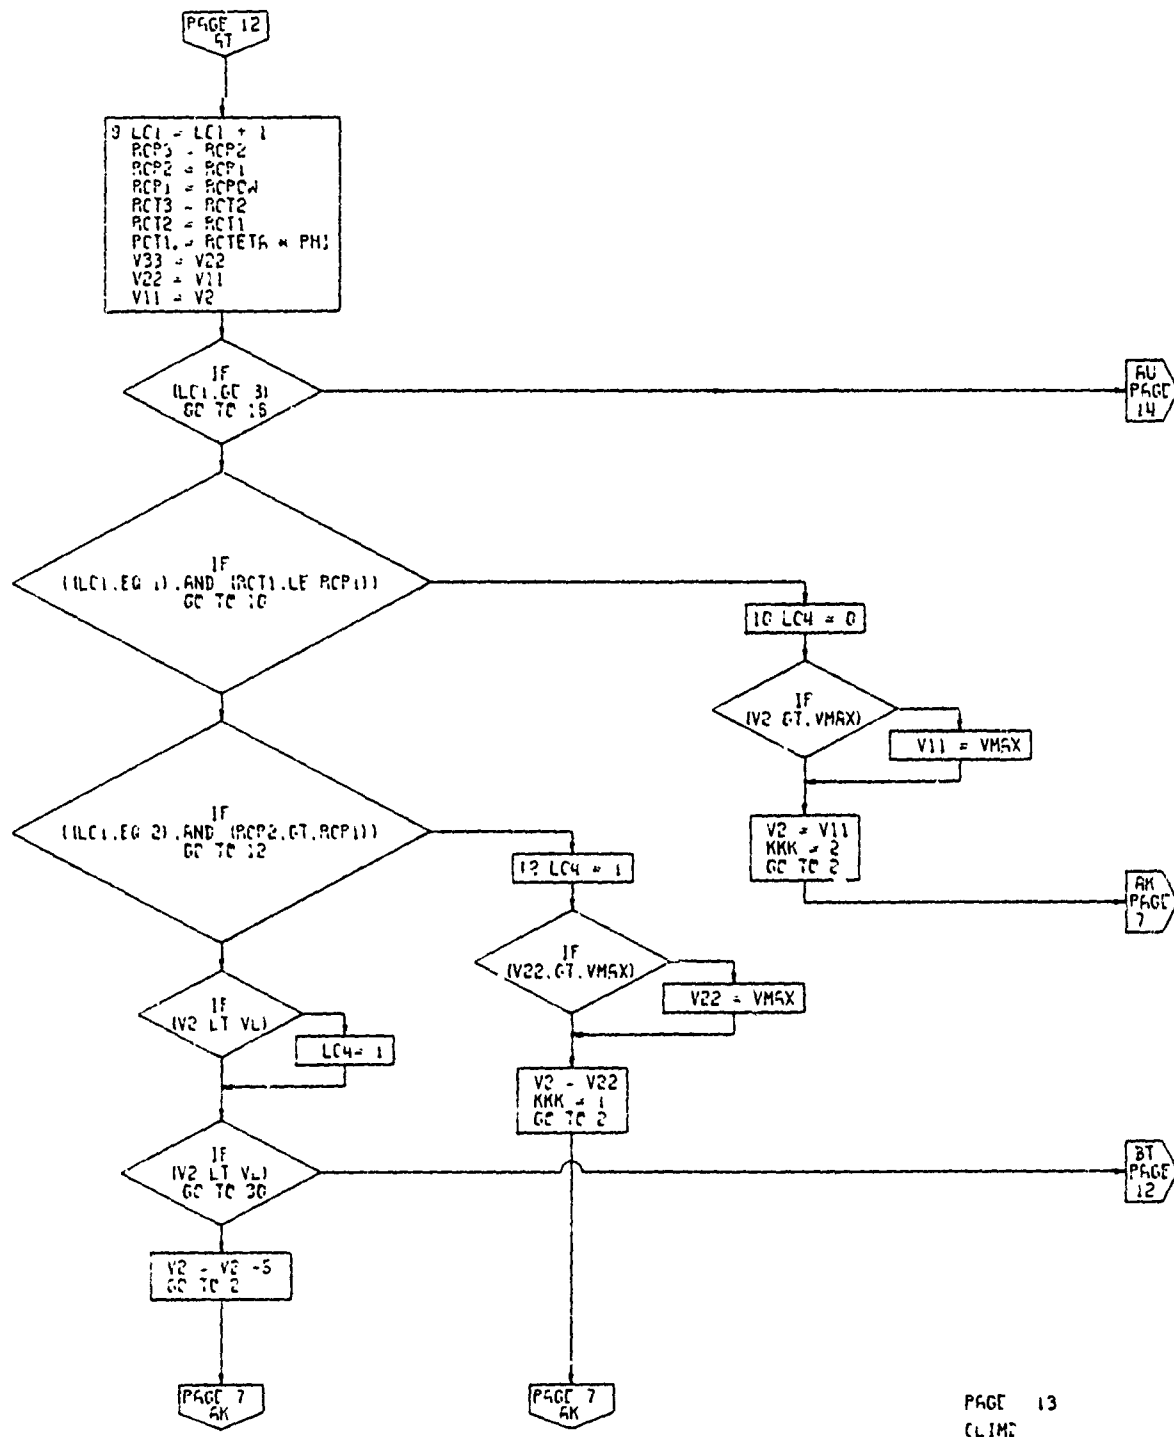 PAGE 12
AT
9 LC1 = LC1 + 1
RCP3 = RCP2
RCP2 = RCP1
RCP1 = RCPCW
RCT3 = RCT2
RCT2 = RCT1
RCT1 = RCTETA * PHI
V33 = V22
V22 = V11
V11 = V2
IF
(LC1.GE 3)
GO TO 16
AU
PAGE
14
IF
((LC1.EQ 1).AND (RCT1.LE RCP1))
GO TO 10
10 LC4 = 0
IF
(V2 GT.VMAX)
V11 = VMAX
V2 = V11
KKK = 2
GO TO 2
AK
PAGE
7
IF
((LC1.EQ 2).AND (RCP2.GT.RCP1))
GO TO 12
12 LC4 = 1
IF
(V22.GT.VMAX)
V22 = VMAX
V2 = V22
KKK = 1
GO TO 2
IF
(V2 LT VL)
LC4= 1
IF
(V2 LT VL)
GO TO 30
BT
PAGE
12
V2 = V2 -5
GO TO 2
PAGE 7
AK
PAGE 7
AK
PAGE 13